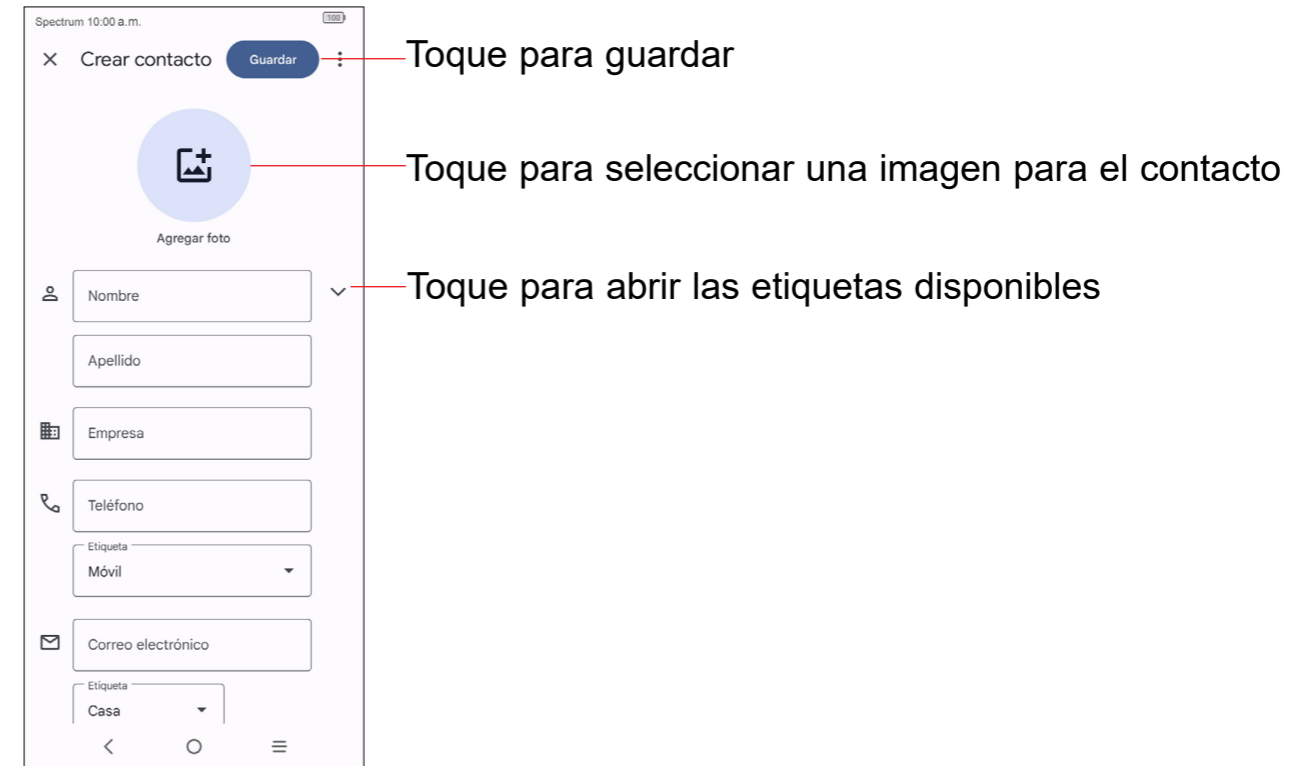 Spectrum 10:00 a.m.
100
Crear contacto
Guardar
Toque para guardar
Toque para seleccionar una imagen para el contacto
Agregar foto
Nombre
Toque para abrir las etiquetas disponibles
Apellido
Empresa
Teléfono
Etiqueta
Móvil
Correo electrónico
Etiqueta
Casa